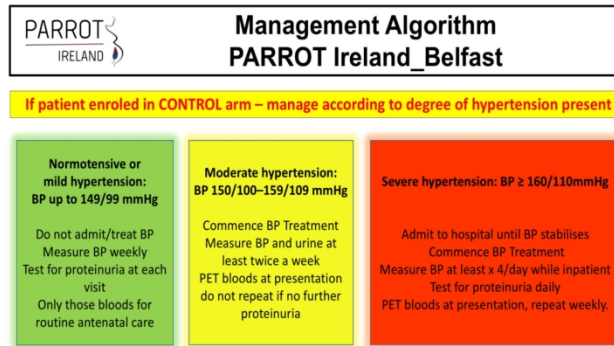 PARROT
IRELAND
Management Algorithm
PARROT Ireland_Belfast
If patient enroled in CONTROL arm – manage according to degree of hypertension present
Normotensive or
mild hypertension:
BP up to 149/99 mmHg
Do not admit/treat BP
Measure BP weekly
Test for proteinuria at each
visit
Only those bloods for
routine antenatal care
Moderate hypertension:
BP 150/100–159/109 mmHg
Commence BP Treatment
Measure BP and urine at
least twice a week
PET bloods at presentation
do not repeat if no further
proteinuria
Severe hypertension: BP ≥ 160/110mmHg
Admit to hospital until BP stabilises
Commence BP Treatment
Measure BP at least x 4/day while inpatient
Test for proteinuria daily
PET bloods at presentation, repeat weekly.